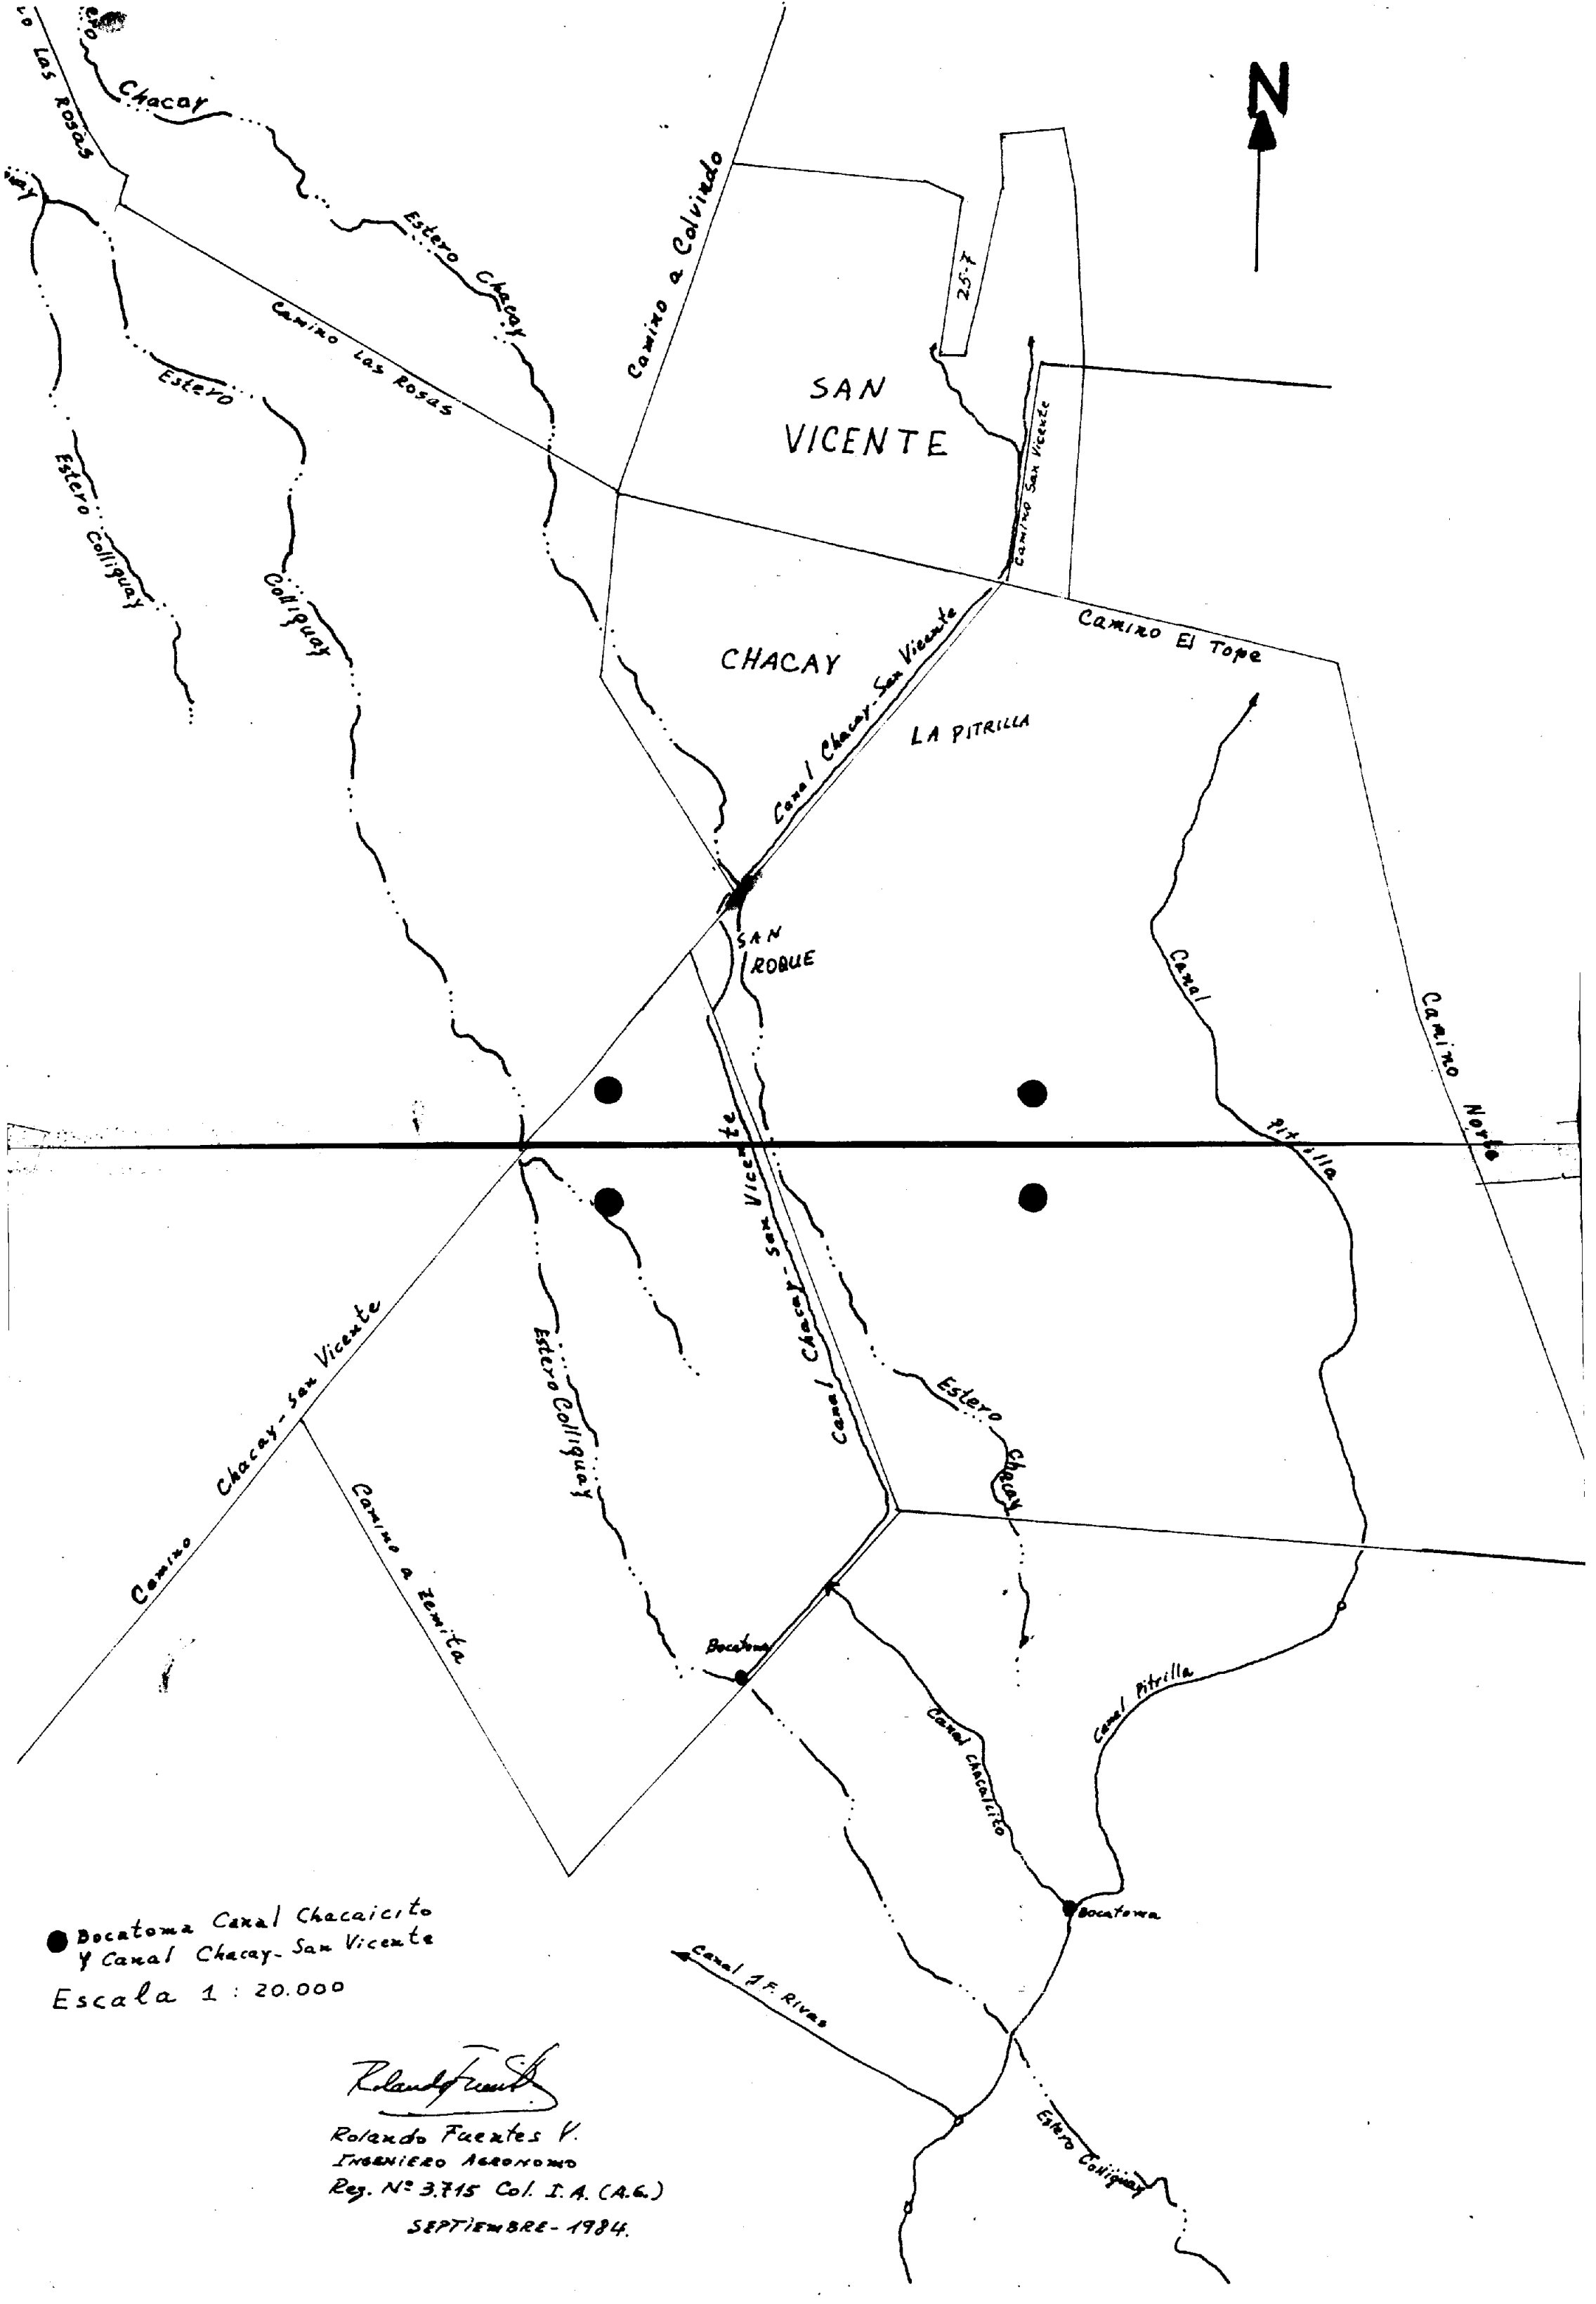 LAS ROSAS
ero
Chacay
N
Estero Chacay
Camino a Colvindo
25-7
Camino Las Rosas
Estero
SAN
VICENTE
Camino San Vicente
Estero Colliguay
Colliguay
CHACAY
Canal Chacay-San Vicente
Camino El Tope
LA PITRILLA
SAN
ROQUE
Canal
Pitrilla
Camino Norte
Canal Chacay-San Vicente
Camino Chacay-San Vicente
Estero Colliguay
Estero
Chacay
Camino a Zemita
Bocatoma
Canal Chacaicito
Canal Pitrilla
Bocatoma
Bocatoma Canal Chacaicito
Y Canal Chacay-San Vicente
Escala 1 : 20.000
Canal J F. Rivas
Estero Colliguay
Rolando Fuentes V.
INGENIERO AGRONOMO
Reg. Nº 3.715 Col. I. A. (A.G.)
SEPTIEMBRE - 1984.